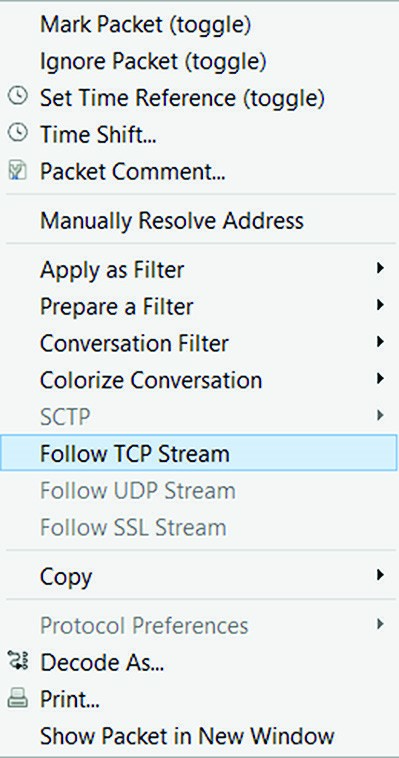 Mark Packet (toggle)
Ignore Packet (toggle)
Set Time Reference (toggle)
Time Shift...
Packet Comment...
Manually Resolve Address
Apply as Filter
Prepare a Filter
Conversation Filter
Colorize Conversation
SCTP
Follow TCP Stream
Follow UDP Stream
Follow SSL Stream
Copy
Protocol Preferences
Decode As...
Print...
Show Packet in New Window